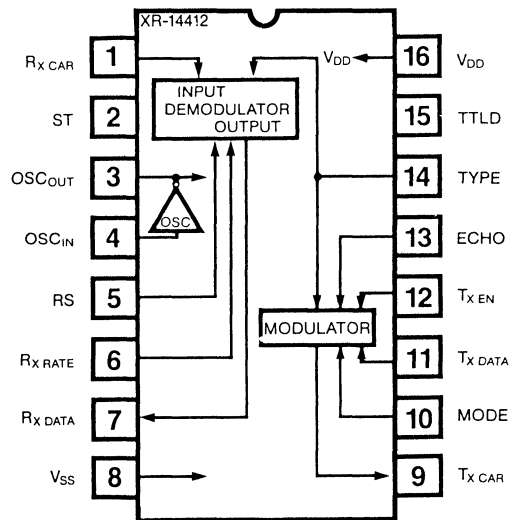 XR-14412
RX CAR 1
ST 2
OSCOUT 3
OSCIN 4
RS 5
RX RATE 6
RX DATA 7
VSS 8
INPUT
DEMODULATOR
OUTPUT
OSC
MODULATOR
VDD 16 VDD
15 TTLD
14 TYPE
13 ECHO
12 TX EN
11 TX DATA
10 MODE
9 TX CAR